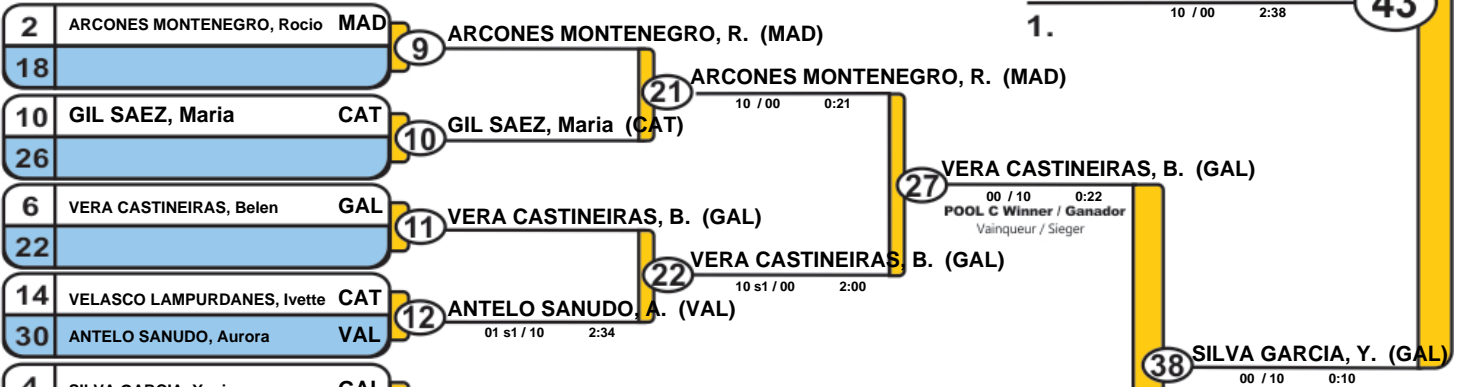 2 ARCONES MONTENEGRO, Rocio MAD
18
10 GIL SAEZ, Maria CAT
26
6 VERA CASTINEIRAS, Belen GAL
22
14 VELASCO LAMPURDANES, Ivette CAT
30 ANTELO SANUDO, Aurora VAL
9 ARCONES MONTENEGRO, R. (MAD)
10 GIL SAEZ, Maria (CAT)
11 VERA CASTINEIRAS, B. (GAL)
12 ANTELO SANUDO, A. (VAL)
01 s1 / 10 2:34
21 ARCONES MONTENEGRO, R. (MAD)
10 / 00 0:21
22 VERA CASTINEIRAS, B. (GAL)
10 s1 / 00 2:00
27 VERA CASTINEIRAS, B. (GAL)
00 / 10 0:22
POOL C Winner / Ganador
Vainqueur / Sieger
38 SILVA GARCIA, Y. (GAL)
00 / 10 0:10
10 / 00 2:38
43
1.